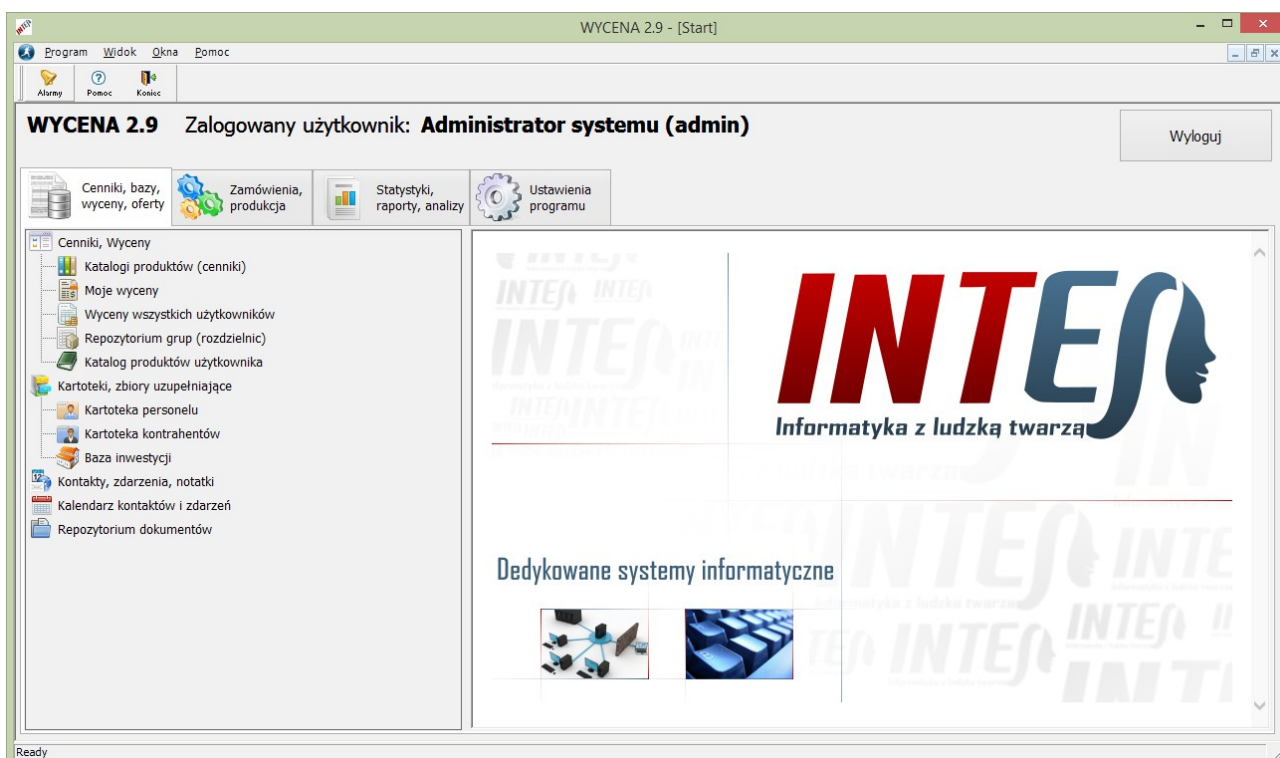 WYCENA 2.9 - [Start]
Program Widok Okna Pomoc
Alarmy Pomoc Koniec
WYCENA 2.9 Zalogowany użytkownik: Administrator systemu (admin)
Wyloguj
Cenniki, bazy,
wyceny, oferty
Zamówienia,
produkcja
Statystyki,
raporty, analizy
Ustawienia
programu
Cenniki, Wyceny
Katalogi produktów (cenniki)
Moje wyceny
Wyceny wszystkich użytkowników
Repozytorium grup (rozdzielnic)
Katalog produktów użytkownika
Kartoteki, zbiory uzupełniające
Kartoteka personelu
Kartoteka kontrahentów
Baza inwestycji
Kontakty, zdarzenia, notatki
Kalendarz kontaktów i zdarzeń
Repozytorium dokumentów
INTES
Informatyka z ludzką twarzą
Dedykowane systemy informatyczne
Ready